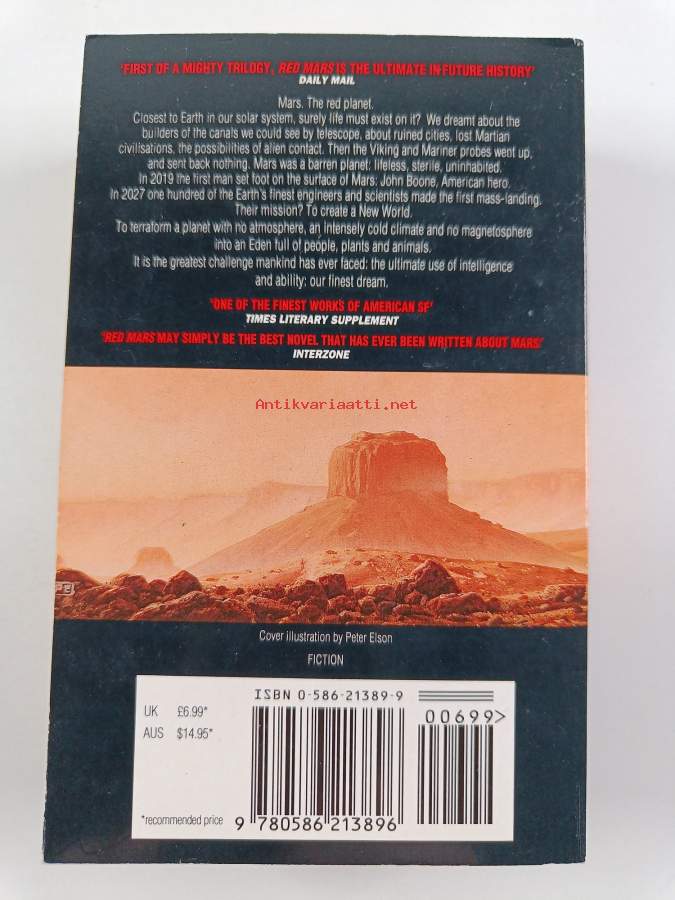 'FIRST OF A MIGHTY TRILOGY, RED MARS IS THE ULTIMATE IN FUTURE HISTORY'
DAILY MAIL
Mars. The red planet.
Closest to Earth in our solar system, surely life must exist on it? We dreamt about the
builders of the canals we could see by telescope, about ruined cities, lost Martian
civilisations, the possibilities of alien contact. Then the Viking and Mariner probes went up,
and sent back nothing. Mars was a barren planet: lifeless, sterile, uninhabited.
In 2019 the first man set foot on the surface of Mars: John Boone, American hero.
In 2027 one hundred of the Earth's finest engineers and scientists made the first mass-landing.
Their mission? To create a New World.
To terraform a planet with no atmosphere, an intensely cold climate and no magnetosphere
into an Eden full of people, plants and animals.
It is the greatest challenge mankind has ever faced: the ultimate use of intelligence
and ability: our finest dream.
'ONE OF THE FINEST WORKS OF AMERICAN SF'
TIMES LITERARY SUPPLEMENT
'RED MARS MAY SIMPLY BE THE BEST NOVEL THAT HAS EVER BEEN WRITTEN ABOUT MARS'
INTERZONE
Antikvariaatti.net
Cover illustration by Peter Elson
FICTION
ISBN 0-586-21389-9
UK £6.99*
AUS $14.95*
00699>
*recommended price
9 780586 213896